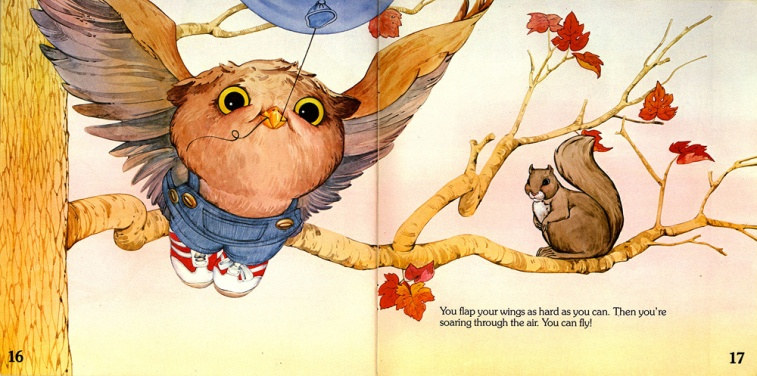 You flap your wings as hard as you can. Then you're
soaring through the air. You can fly!
16
17